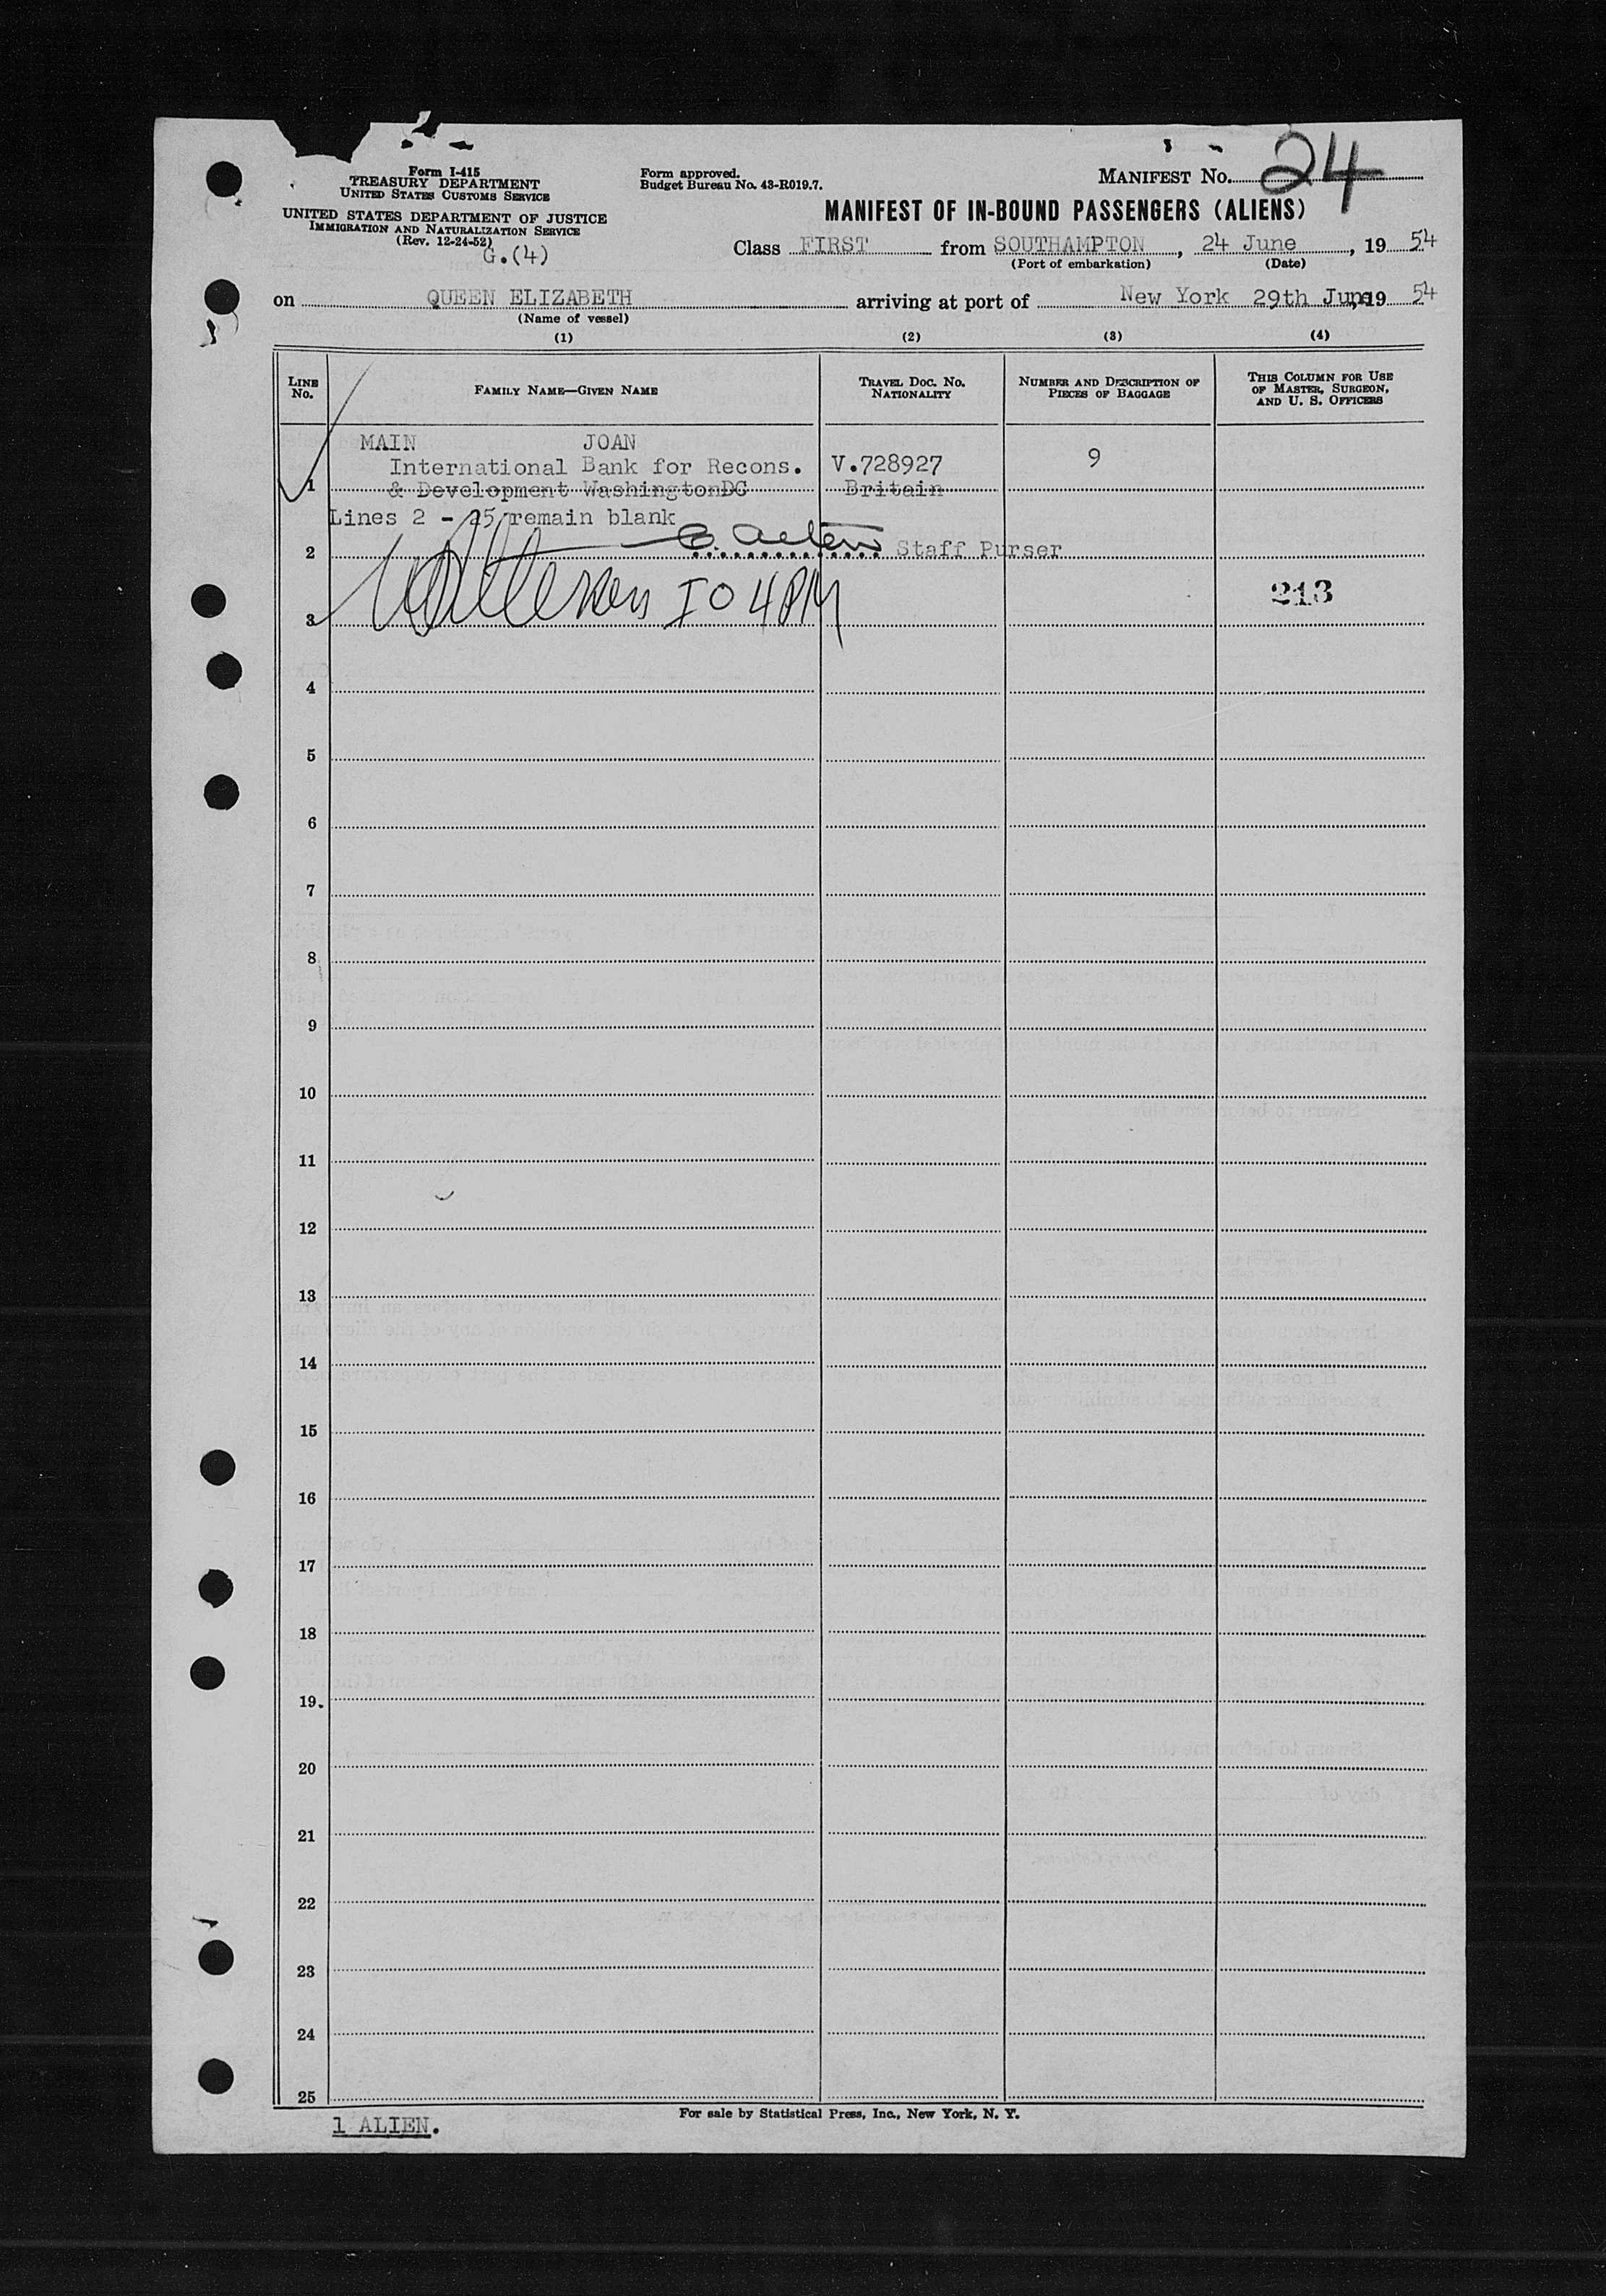 Form I-415
TREASURY DEPARTMENT
UNITED STATES CUSTOMS SERVICE
UNITED STATES DEPARTMENT OF JUSTICE
IMMIGRATION AND NATURALIZATION SERVICE
(Rev. 12-24-52)
G.(4)
Form approved.
Budget Bureau No. 43-R019.7.
MANIFEST No. 24
MANIFEST OF IN-BOUND PASSENGERS (ALIENS)
Class FIRST from SOUTHAMPTON, 24 June, 19 54
(Port of embarkation) (Date)
on QUEEN ELIZABETH arriving at port of New York 29th June, 19 54
(Name of vessel)
(1) (2) (3) (4)
LINE No. FAMILY NAME—GIVEN NAME TRAVEL DOC. No. NATIONALITY NUMBER AND DESCRIPTION OF PIECES OF BAGGAGE THIS COLUMN FOR USE OF MASTER, SURGEON, AND U. S. OFFICERS
MAIN JOAN
International Bank for Recons. V.728927 9
1 & Development WashingtonDC Britain
Lines 2 - 25 remain blank
2 Staff Purser
3 I O 4 PM 213
4
5
6
7
8
9
10
11
12
13
14
15
16
17
18
19.
20
21
22
23
24
25
For sale by Statistical Press, Inc., New York, N. Y.
1 ALIEN.